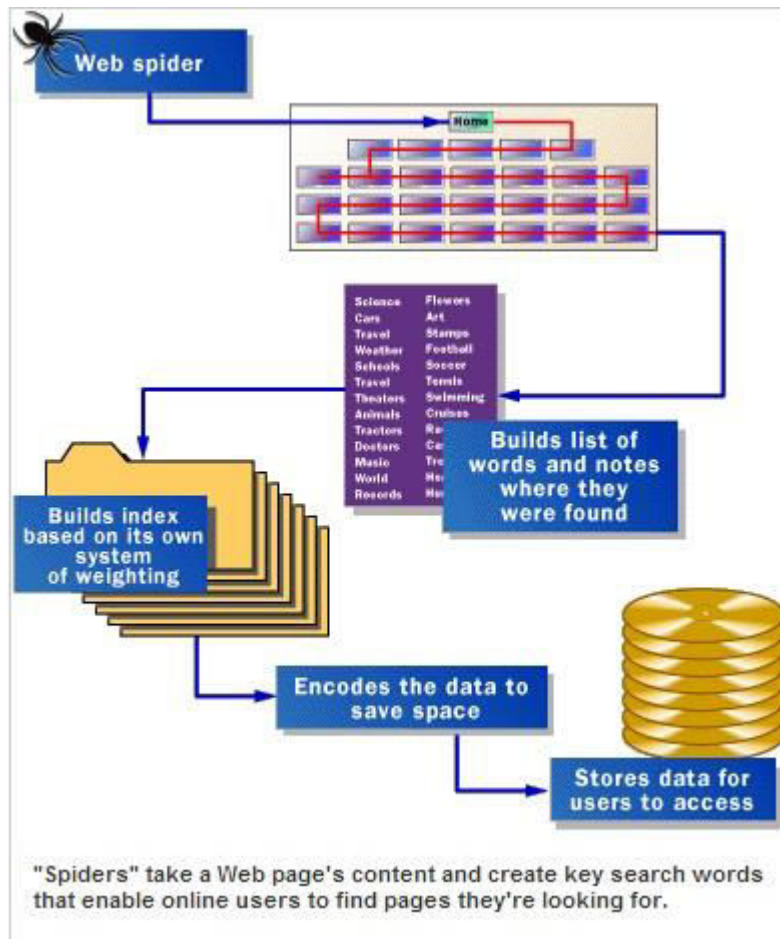 Web spider
Home
Science Flowers
Cars Art
Travel Stamps
Weather Football
Schools Soccer
Travel Tennis
Theaters Swimming
Animals Cruises
Tractors
Doctors
Music
World
Records
Builds list of
words and notes
where they
were found
Builds index
based on its own
system
of weighting
Encodes the data to
save space
Stores data for
users to access
"Spiders" take a Web page's content and create key search words
that enable online users to find pages they're looking for.